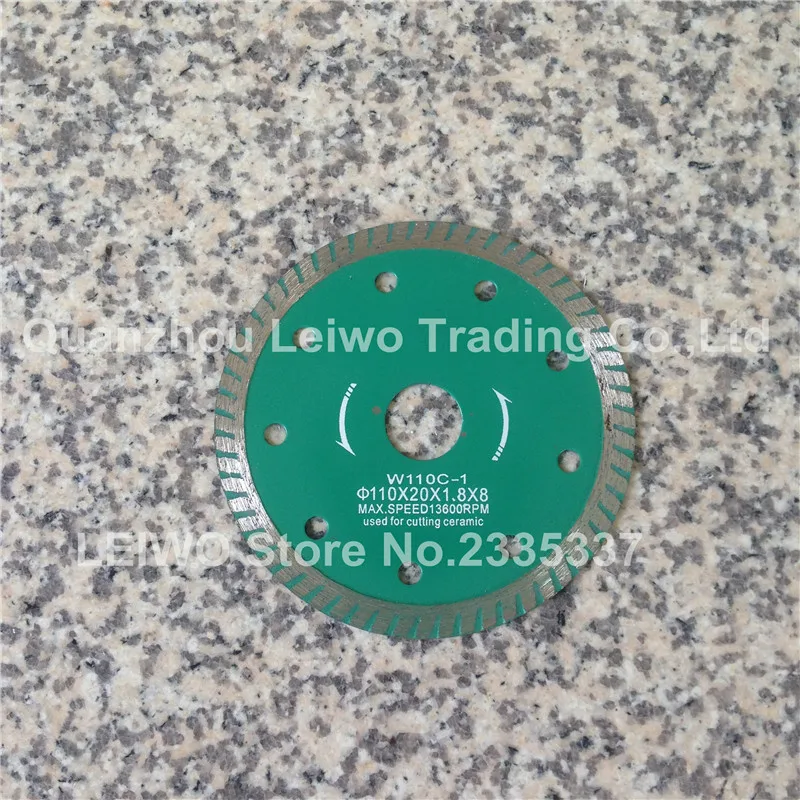 Quanzhou Leiwo Trading Co.,Ltd
W110C-1
Φ110X20X1.8X8
MAX.SPEED13600RPM
used for cutting ceramic
LEIWO Store No.2335337